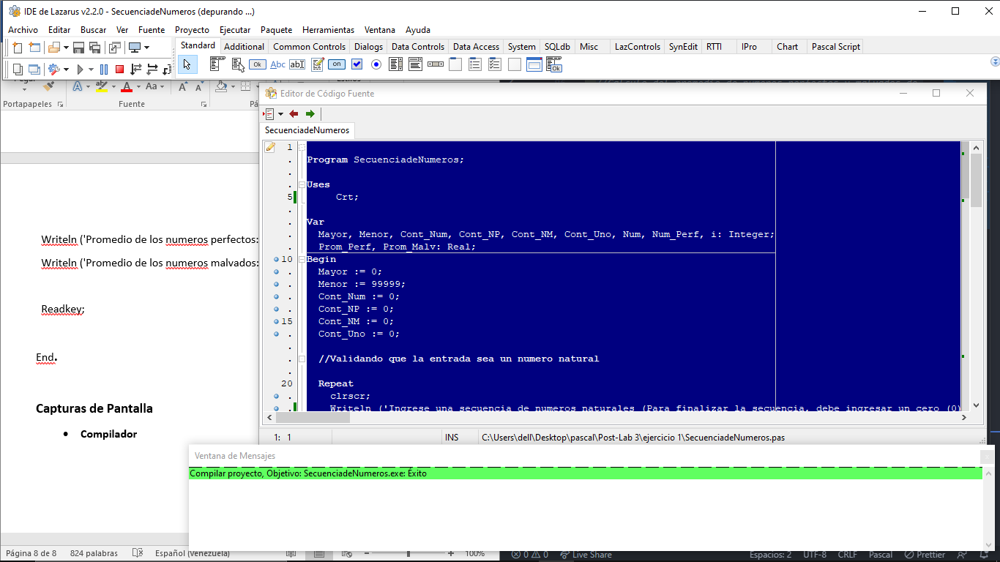 IDE de Lazarus v2.2.0 - SecuenciadeNumeros (depurando ...)
Archivo Editar Buscar Ver Fuente Proyecto Ejecutar Paquete Herramientas Ventana Ayuda
Standard Additional Common Controls Dialogs Data Controls Data Access System SQLdb Misc LazControls SynEdit RTTI IPro Chart Pascal Script
Ok Abc ab on Ok
Portapapeles Fuente
Editor de Código Fuente
SecuenciadeNumeros
1
Program SecuenciadeNumeros;
Uses
5 Crt;
Var
Mayor, Menor, Cont_Num, Cont_NP, Cont_NM, Cont_Uno, Num, Num_Perf, i: Integer;
Prom_Perf, Prom_Malv: Real;
10 Begin
Mayor := 0;
Menor := 99999;
Cont_Num := 0;
Cont_NP := 0;
15 Cont_NM := 0;
Cont_Uno := 0;
//Validando que la entrada sea un numero natural
20 Repeat
clrscr;
Writeln ('Ingrese una secuencia de numeros naturales (Para finalizar la secuencia, debe ingresar un cero (0)
1: 1 INS C:\Users\dell\Desktop\pascal\Post-Lab 3\ejercicio 1\SecuenciadeNumeros.pas
Writeln ('Promedio de los numeros perfectos:
Writeln ('Promedio de los numeros malvados:
Readkey;
End.
Capturas de Pantalla
• Compilador
Ventana de Mensajes
Compilar proyecto, Objetivo: SecuenciadeNumeros.exe: Éxito
Página 8 de 8 824 palabras Español (Venezuela) 100% 0 0 Live Share Espacios: 2 UTF-8 CRLF Pascal Prettier